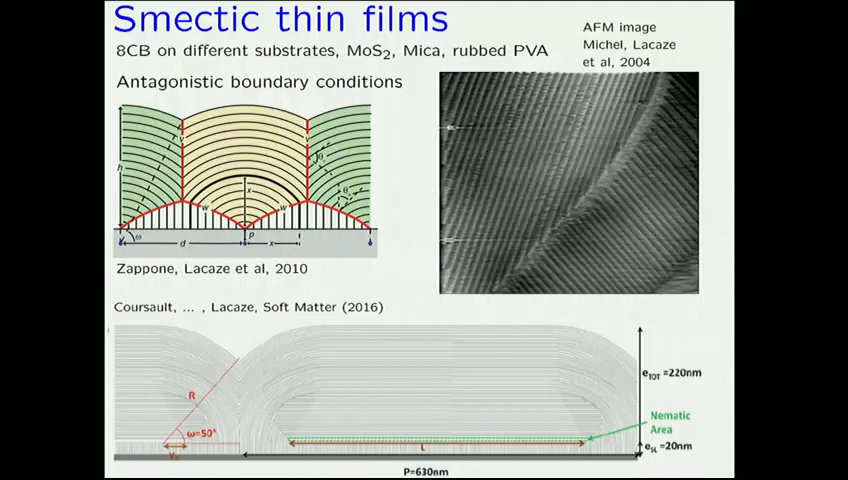 Smectic thin films
8CB on different substrates, MoS₂, Mica, rubbed PVA
AFM image
Michel, Lacaze
et al, 2004
Antagonistic boundary conditions
h
v
v
θ
θ
x
w
w
ω
d
p
x
Zappone, Lacaze et al, 2010
Coursault, ... , Lacaze, Soft Matter (2016)
R
ω=50°
L
P=630nm
eTOT =220nm
Nematic
Area
eSL =20nm